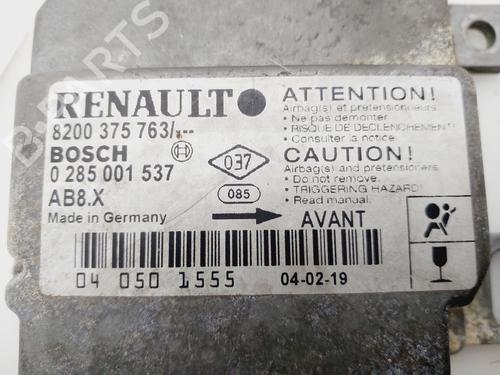 RENAULT
8200 375 763/.--
BOSCH
0 285 001 537
AB8.X
Made in Germany
037
085
AVANT
ATTENTION!
Airbag(s) et pretensionneurs
- Ne pas demonter
- RISQUE DE DECLENCHEMENT
- Consulter la notice.
CAUTION!
Airbag(s) and pretensioners
- Do not remove.
- TRIGGERING HAZARD
- Read manual.
04 050 1555
04-02-19
B-PARTS